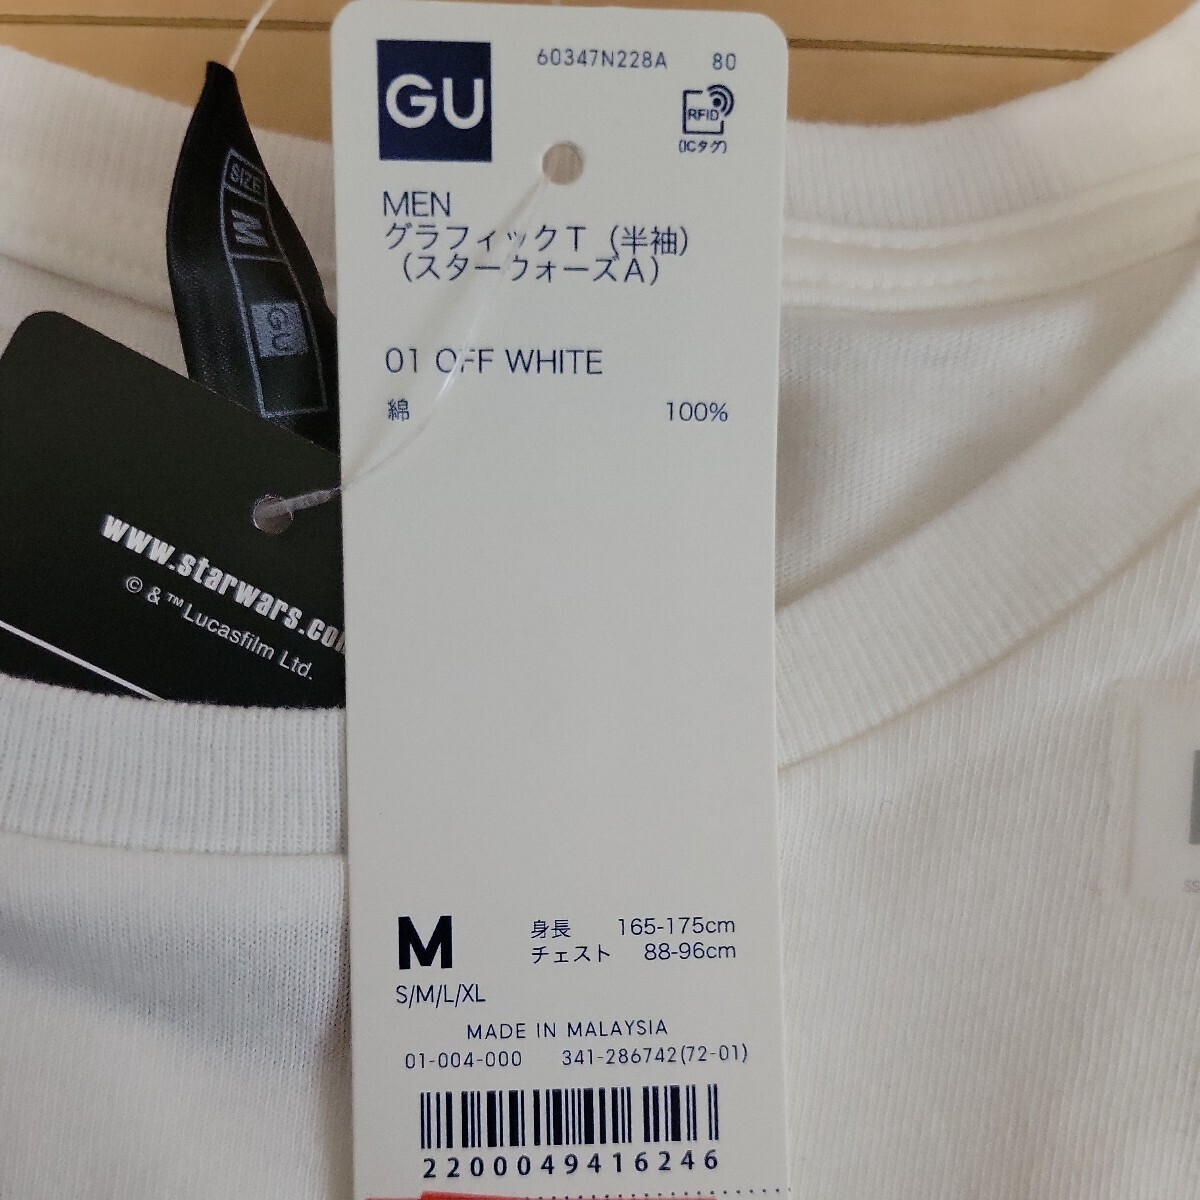 60347N228A 80
GU
RFID
(ICタグ)
MEN
グラフィックT (半袖)
(スターウォーズA)
01 OFF WHITE
綿 100%
SIZE
M
GU
www.starwars.com
© & ™ Lucasfilm Ltd.
M
身長 165-175cm
チェスト 88-96cm
S/M/L/XL
MADE IN MALAYSIA
01-004-000 341-286742(72-01)
2200049416246